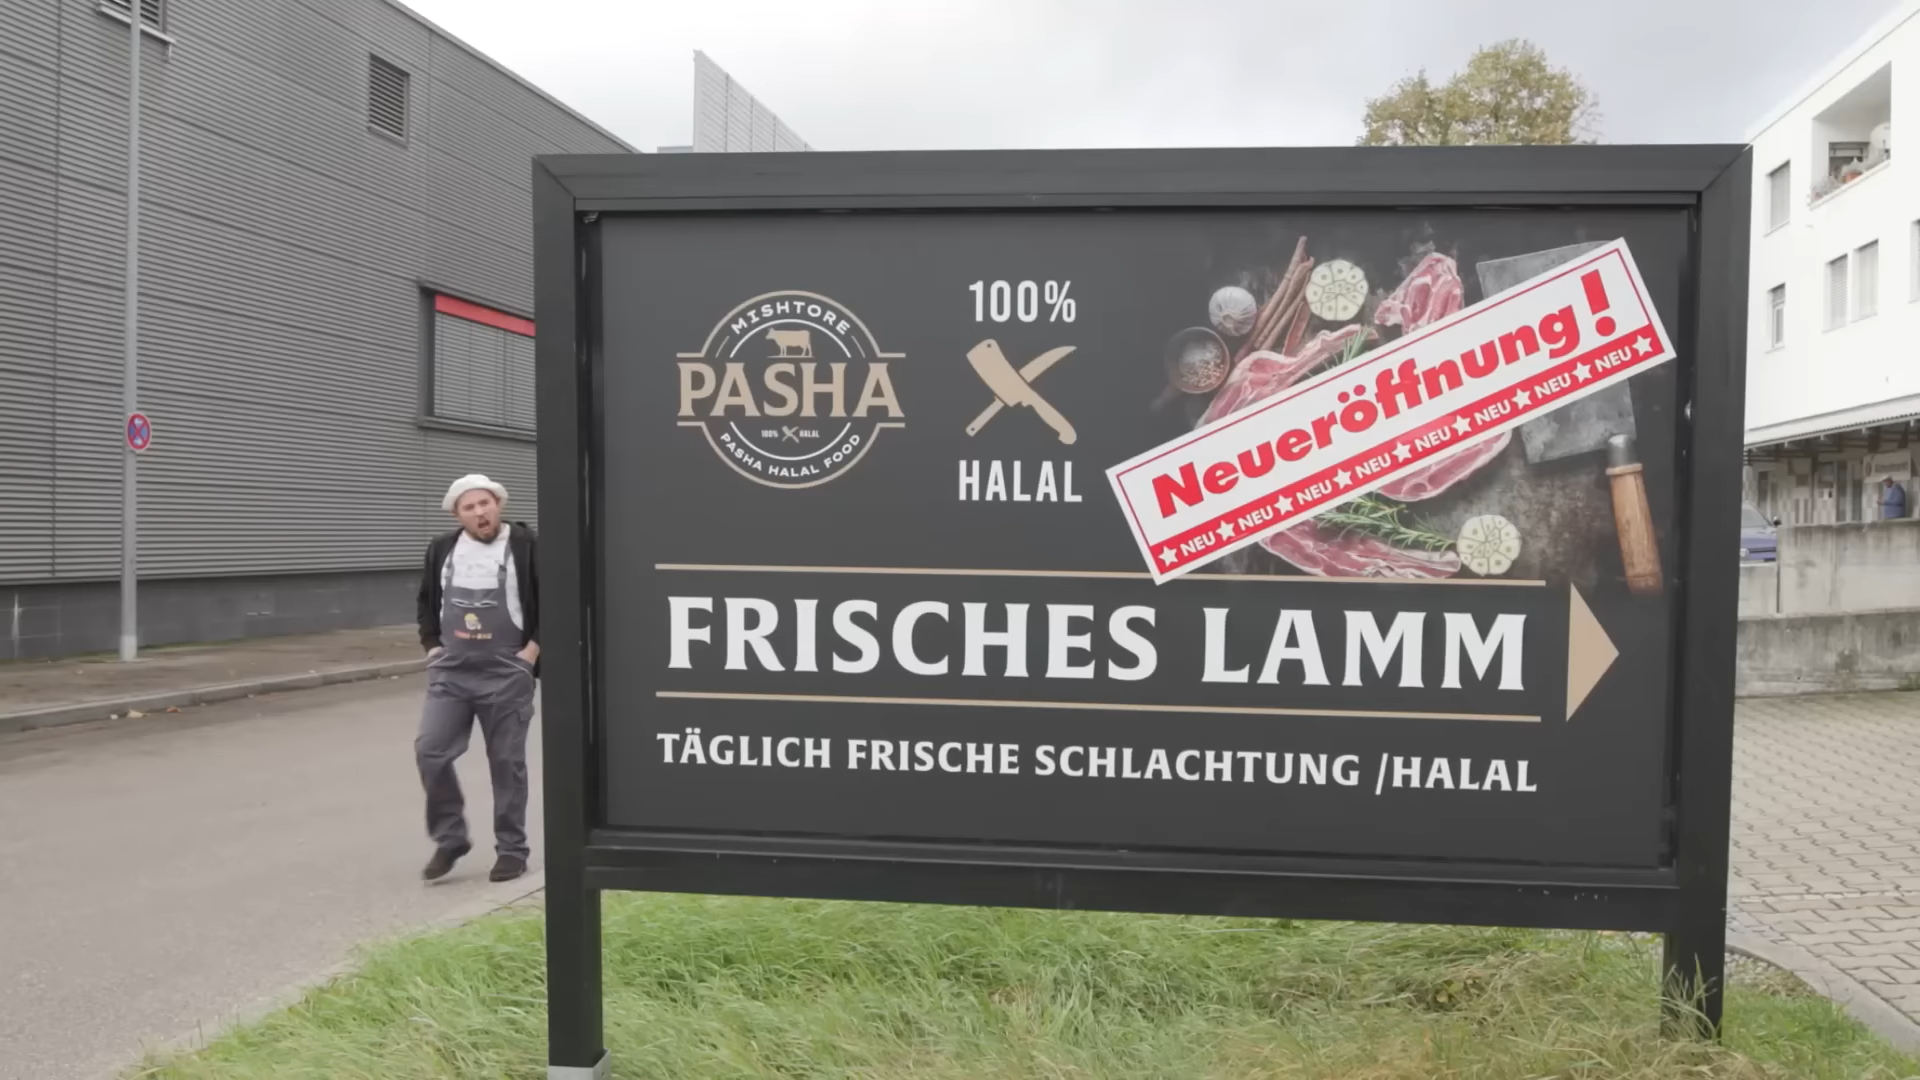 MISHTORE
PASHA
100% HALAL
PASHA HALAL FOOD
100%
HALAL
Neueröffnung!
NEU NEU NEU NEU NEU NEU NEU NEU
FRISCHES LAMM
TÄGLICH FRISCHE SCHLACHTUNG /HALAL